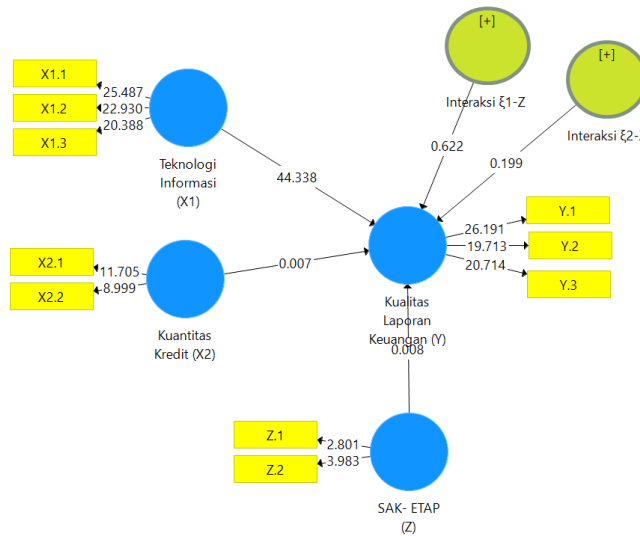 [+]
Interaksi ξ1-Z
[+]
Interaksi ξ2-
X1.1
X1.2
X1.3
25.487
22.930
20.388
Teknologi
Informasi
(X1)
44.338
0.622
0.199
X2.1
X2.2
11.705
8.999
Kuantitas
Kredit (X2)
0.007
Kualitas
Laporan
Keuangan (Y)
26.191
19.713
20.714
Y.1
Y.2
Y.3
0.008
Z.1
Z.2
2.801
3.983
SAK- ETAP
(Z)